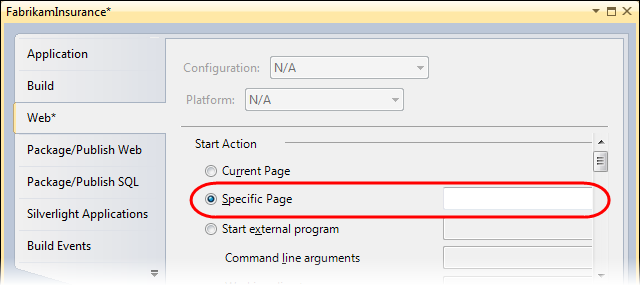 FabrikamInsurance*
Application
Build
Web*
Package/Publish Web
Package/Publish SQL
Silverlight Applications
Build Events
Configuration: N/A
Platform: N/A
Start Action
Current Page
Specific Page
Start external program
Command line arguments